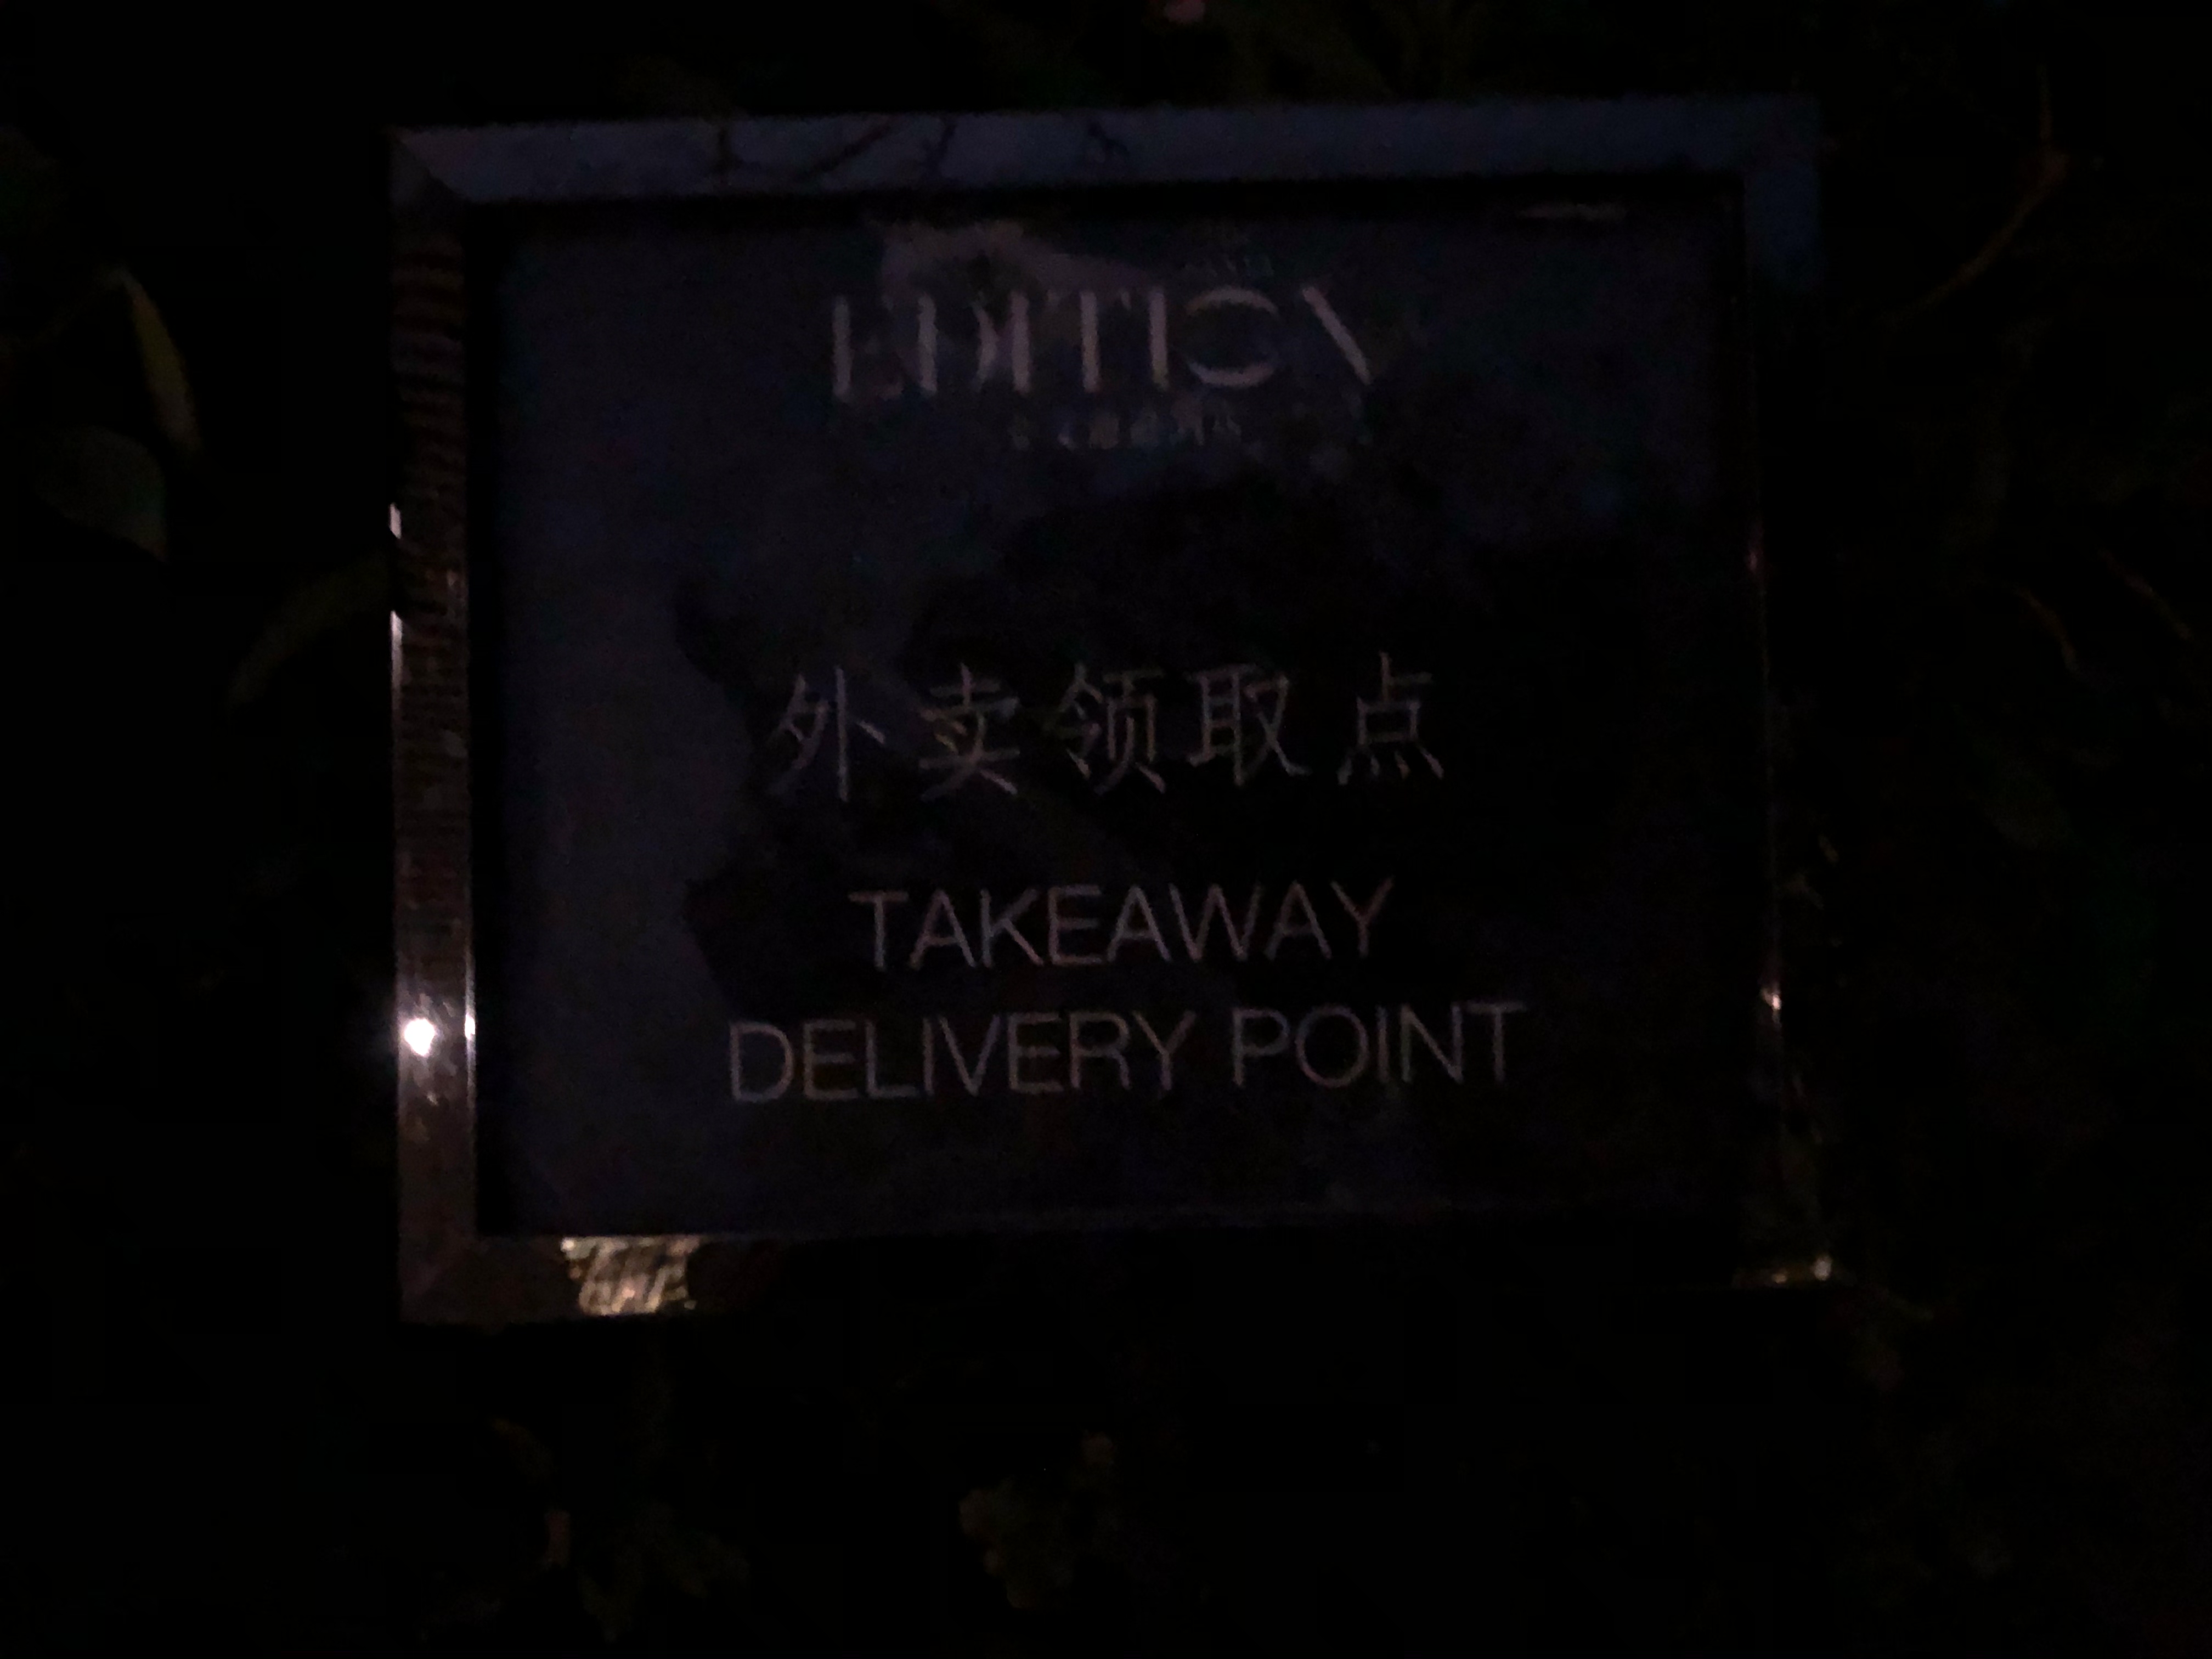 EDITION
外卖领取点
TAKEAWAY
DELIVERY POINT